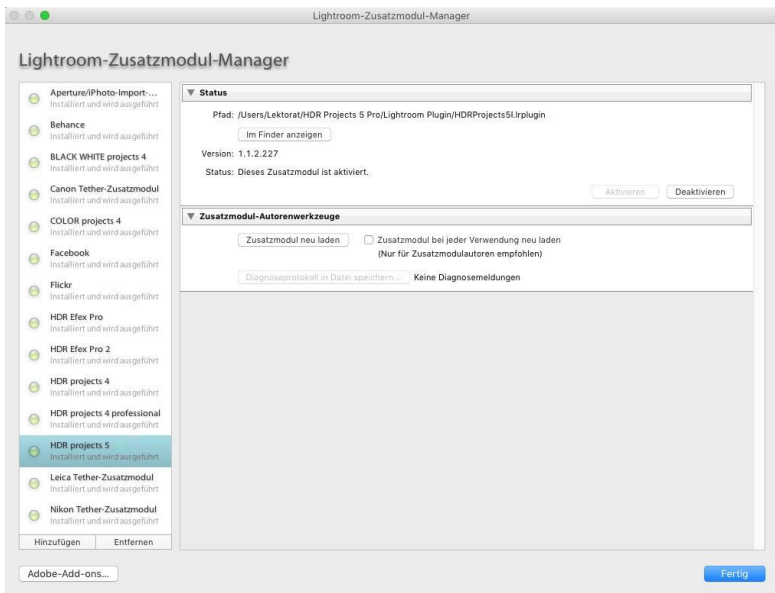 Lightroom-Zusatzmodul-Manager
Lightroom-Zusatzmodul-Manager
Aperture/iPhoto-Import-...
Installiert und wird ausgeführt
Behance
Installiert und wird ausgeführt
BLACK WHITE projects 4
Installiert und wird ausgeführt
Canon Tether-Zusatzmodul
Installiert und wird ausgeführt
COLOR projects 4
Installiert und wird ausgeführt
Facebook
Installiert und wird ausgeführt
Flickr
Installiert und wird ausgeführt
HDR Efex Pro
Installiert und wird ausgeführt
HDR Efex Pro 2
Installiert und wird ausgeführt
HDR projects 4
Installiert und wird ausgeführt
HDR projects 4 professional
Installiert und wird ausgeführt
HDR projects 5
Installiert und wird ausgeführt
Leica Tether-Zusatzmodul
Installiert und wird ausgeführt
Nikon Tether-Zusatzmodul
Installiert und wird ausgeführt
Hinzufügen Entfernen
Status
Pfad: /Users/Lektorat/HDR Projects 5 Pro/Lightroom Plugin/HDRProjects5l.lrplugin
Im Finder anzeigen
Version: 1.1.2.227
Status: Dieses Zusatzmodul ist aktiviert.
Aktivieren Deaktivieren
Zusatzmodul-Autorenwerkzeuge
Zusatzmodul neu laden Zusatzmodul bei jeder Verwendung neu laden
(Nur für Zusatzmodulautoren empfohlen)
Diagnoseprotokoll in Datei speichern... Keine Diagnosemeldungen
Adobe-Add-ons... Fertig